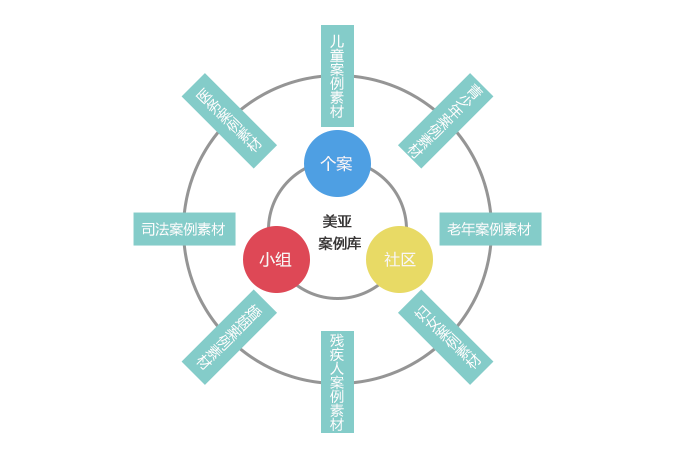 儿童案例素材
医务案例素材
青少年案例素材
个案
司法案例素材
美亚
案例库
老年案例素材
小组
社区
婚姻案例素材
妇女案例素材
残疾人案例素材